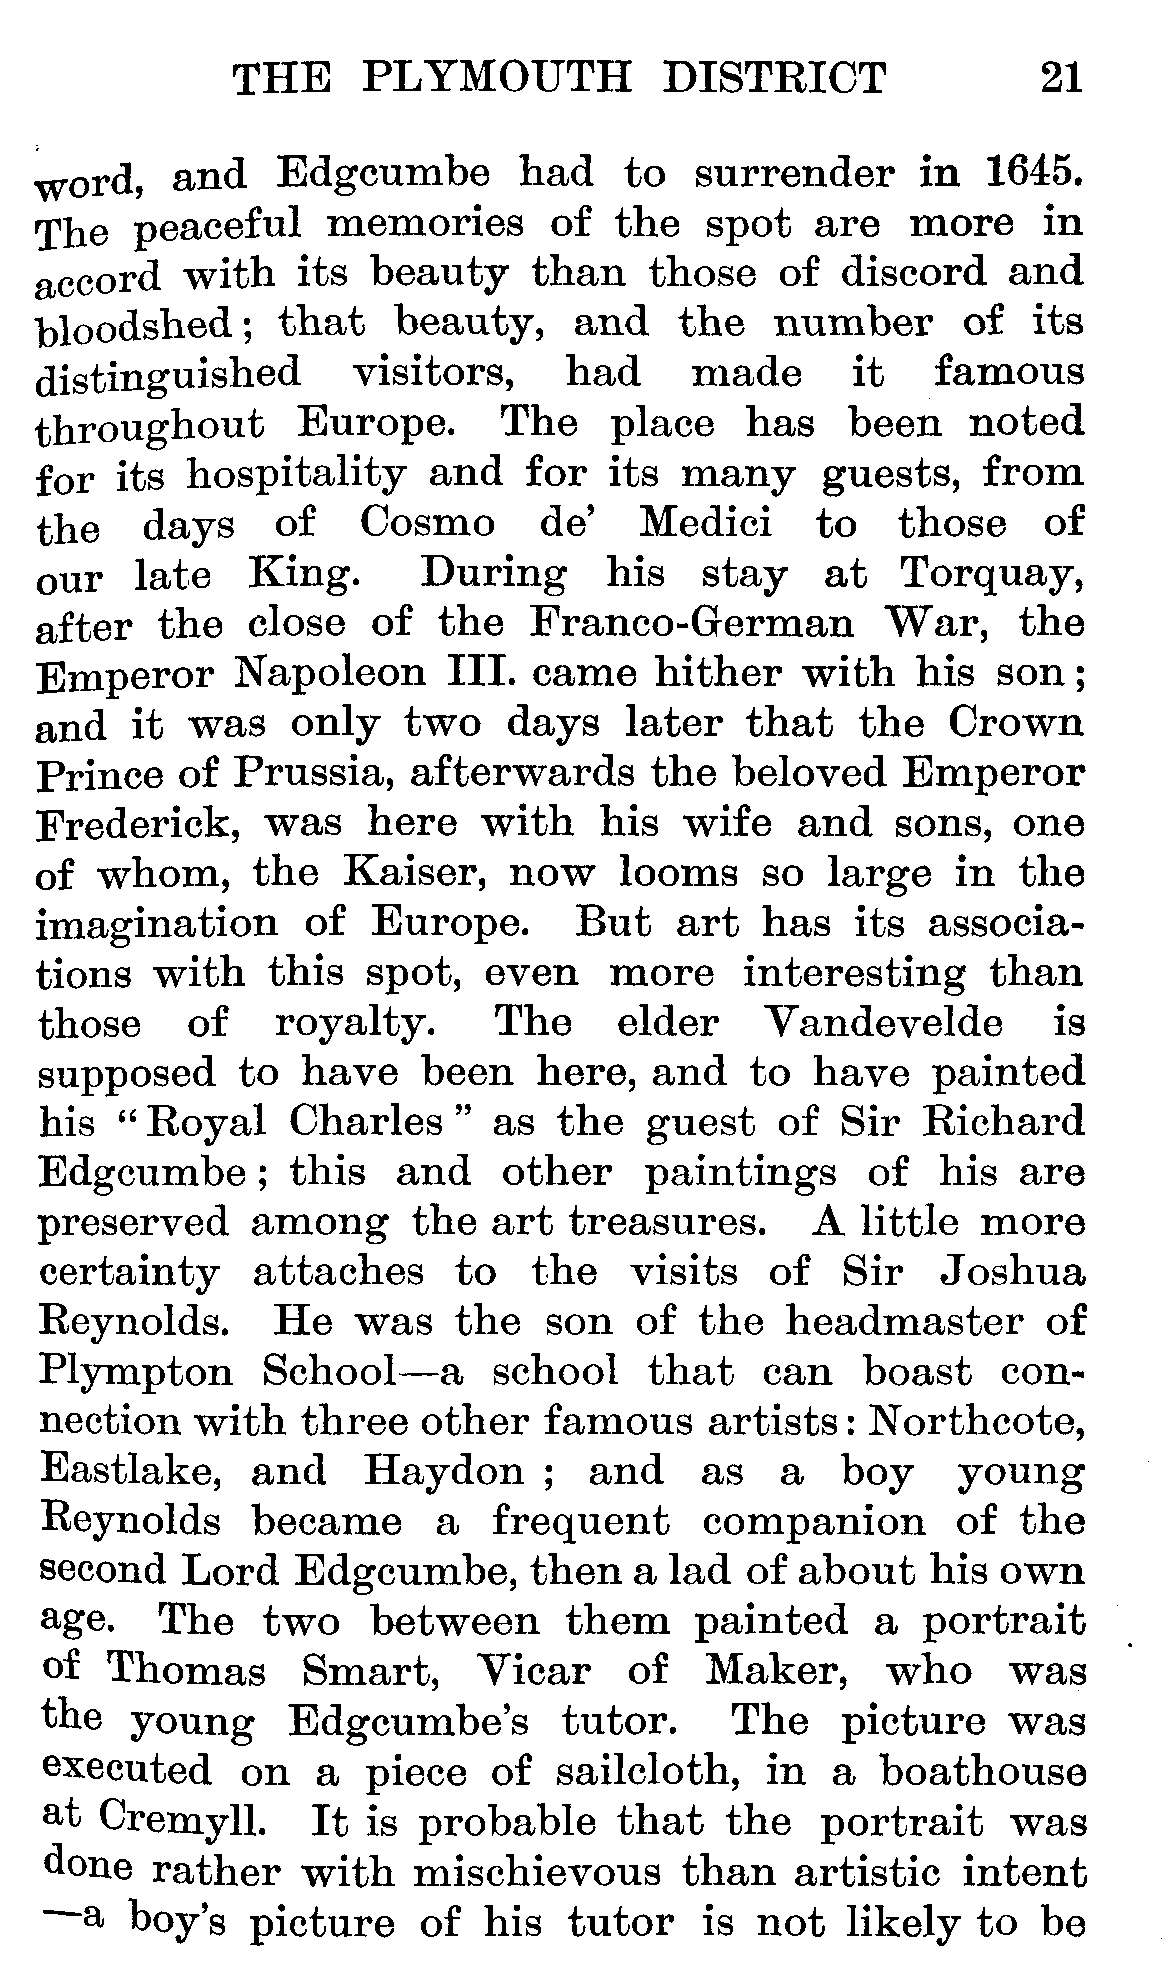 THE PLYMOUTH DISTRICT 21
word, and Edgcumbe had to surrender in 1645.
The peaceful memories of the spot are more in
accord with its beauty than those of discord and
bloodshed; that beauty, and the number of its
distinguished visitors, had made it famous
throughout Europe. The place has been noted
for its hospitality and for its many guests, from
the days of Cosmo de' Medici to those of
our late King. During his stay at Torquay,
after the close of the Franco-German War, the
Emperor Napoleon III. came hither with his son;
and it was only two days later that the Crown
Prince of Prussia, afterwards the beloved Emperor
Frederick, was here with his wife and sons, one
of whom, the Kaiser, now looms so large in the
imagination of Europe. But art has its associa-
tions with this spot, even more interesting than
those of royalty. The elder Vandevelde is
supposed to have been here, and to have painted
his "Royal Charles" as the guest of Sir Richard
Edgcumbe; this and other paintings of his are
preserved among the art treasures. A little more
certainty attaches to the visits of Sir Joshua
Reynolds. He was the son of the headmaster of
Plympton School—a school that can boast con-
nection with three other famous artists: Northcote,
Eastlake, and Haydon; and as a boy young
Reynolds became a frequent companion of the
second Lord Edgcumbe, then a lad of about his own
age. The two between them painted a portrait
of Thomas Smart, Vicar of Maker, who was
the young Edgcumbe's tutor. The picture was
executed on a piece of sailcloth, in a boathouse
at Cremyll. It is probable that the portrait was
done rather with mischievous than artistic intent
—a boy's picture of his tutor is not likely to be